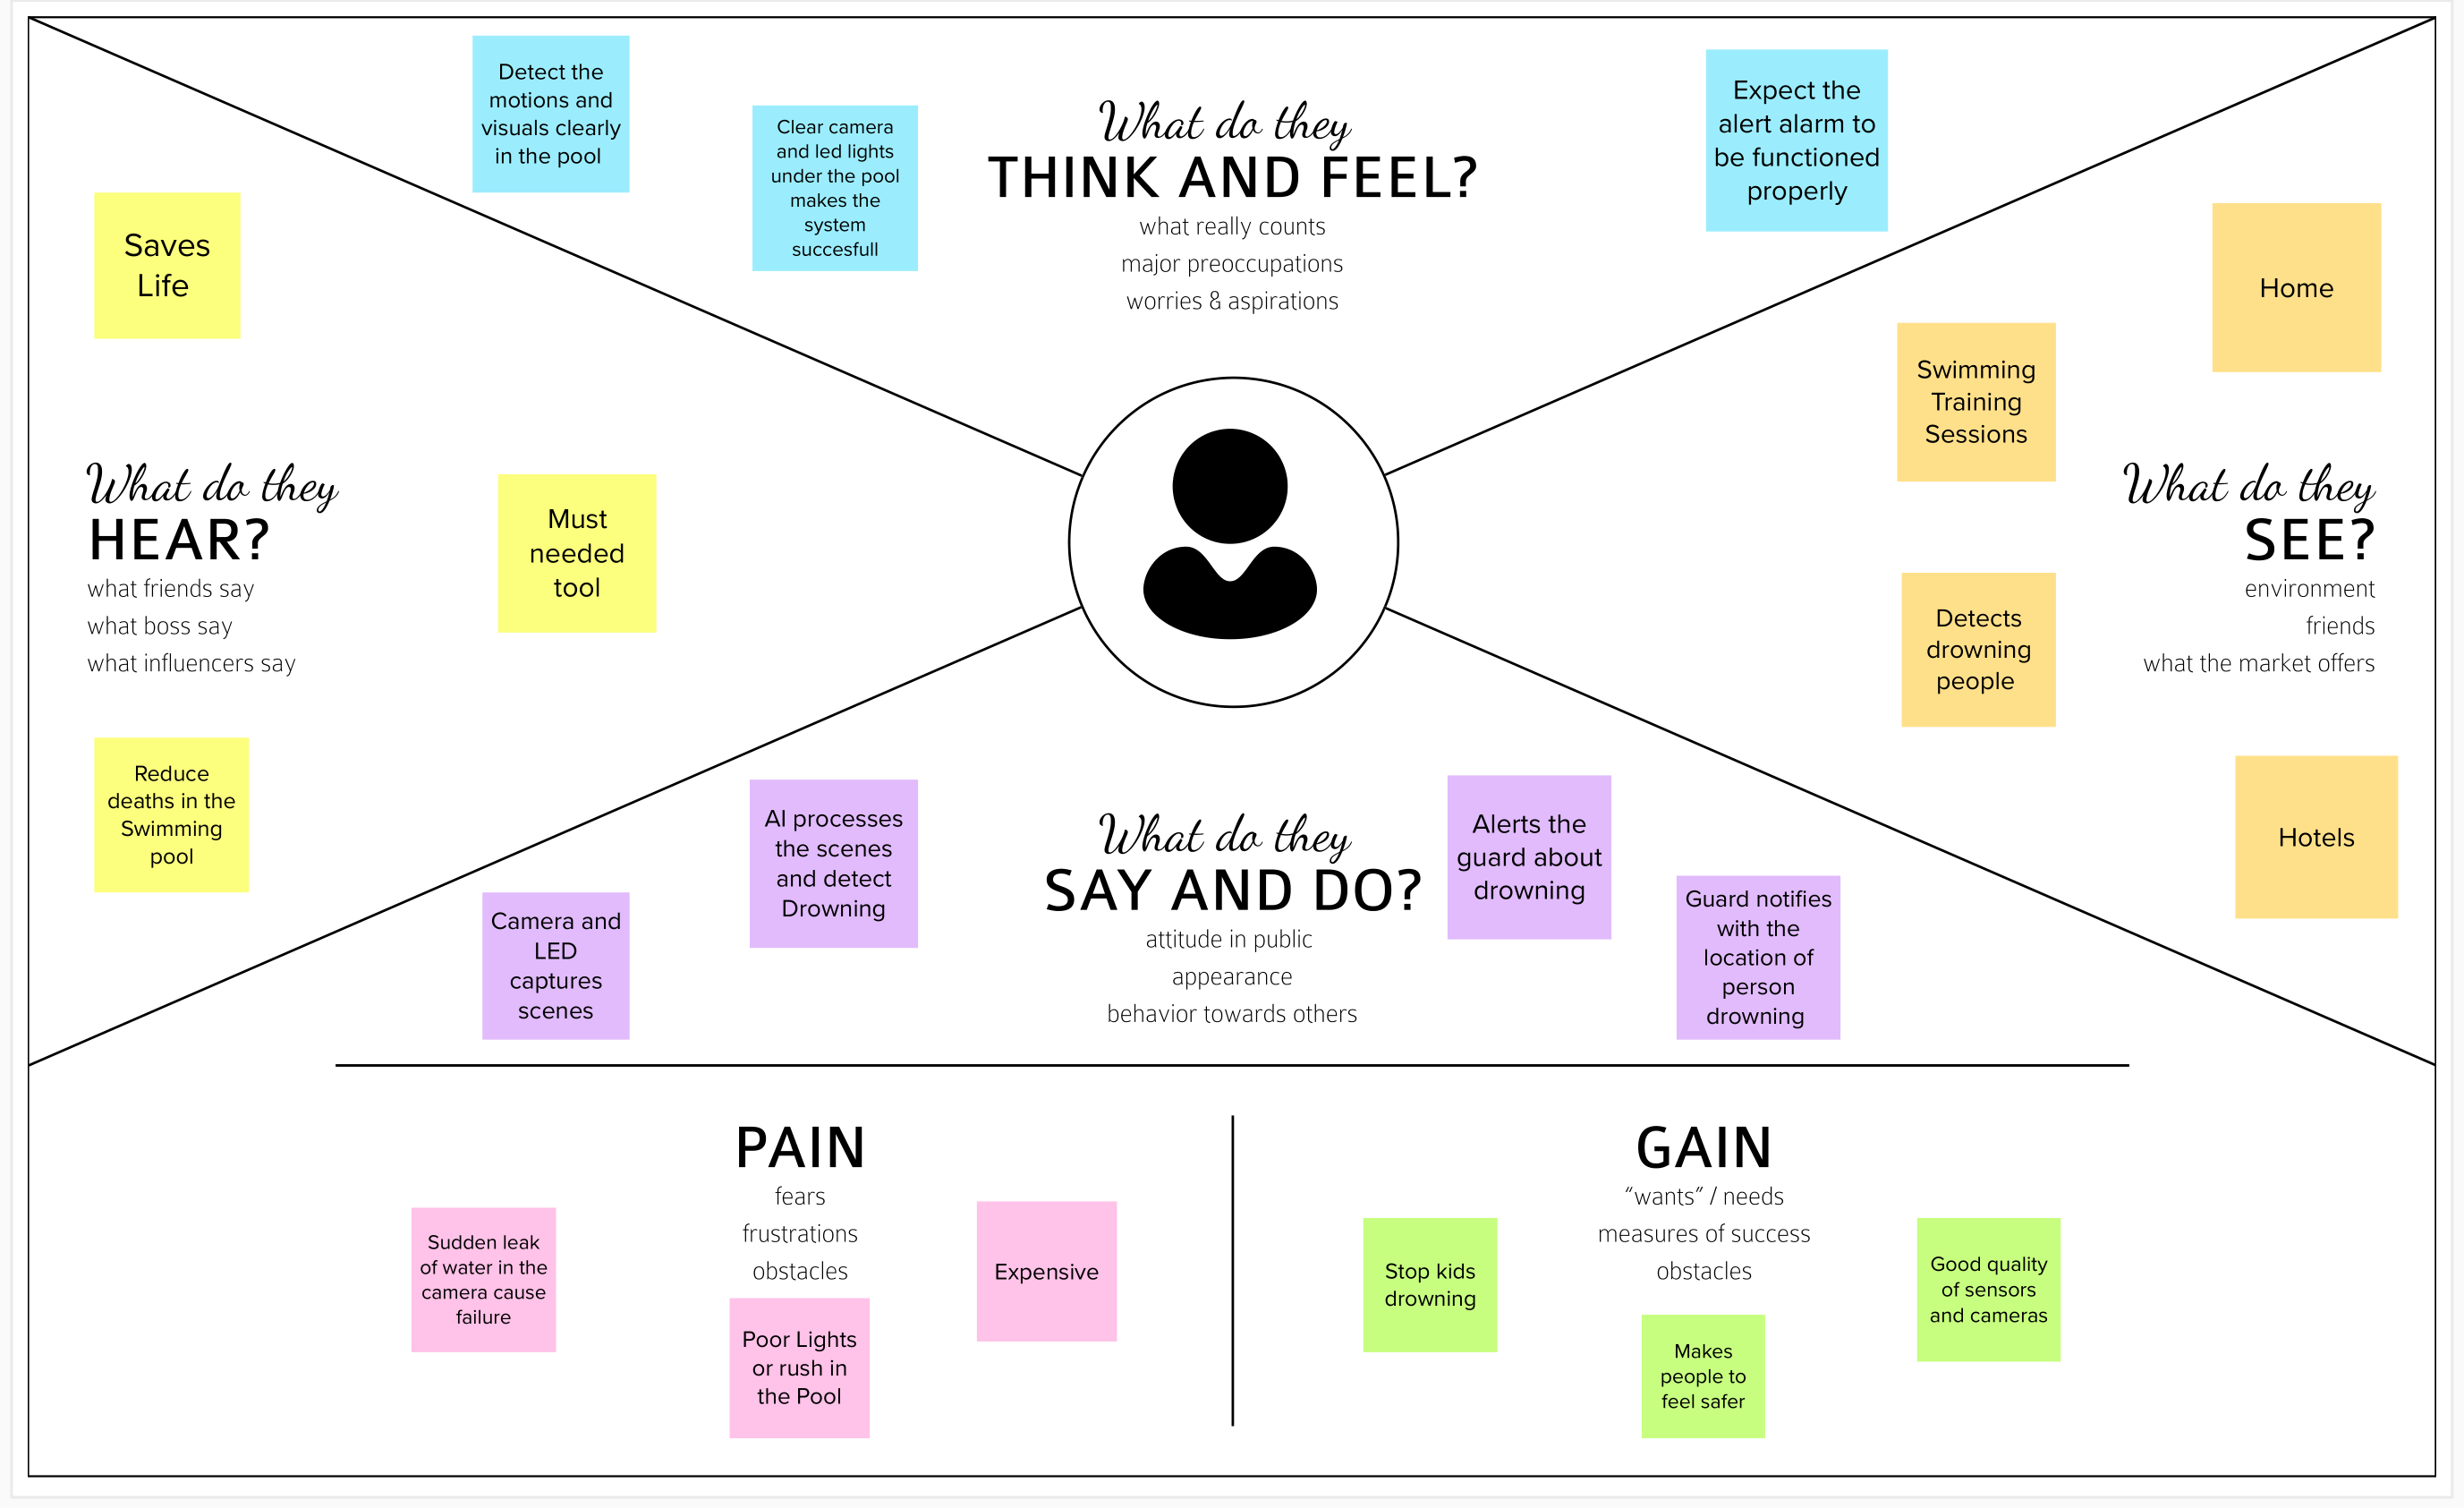 Detect the
motions and
visuals clearly
in the pool
Clear camera
and led lights
under the pool
makes the
system
succesfull
What do they
THINK AND FEEL?
what really counts
major preoccupations
worries & aspirations
Expect the
alert alarm to
be functioned
properly
Saves
Life
What do they
HEAR?
what friends say
what boss say
what influencers say
Must
needed
tool
Reduce
deaths in the
Swimming
pool
Home
Swimming
Training
Sessions
What do they
SEE?
environment
friends
what the market offers
Detects
drowning
people
Hotels
Camera and
LED
captures
scenes
AI processes
the scenes
and detect
Drowning
What do they
SAY AND DO?
attitude in public
appearance
behavior towards others
Alerts the
guard about
drowning
Guard notifies
with the
location of
person
drowning
PAIN
fears
frustrations
obstacles
Sudden leak
of water in the
camera cause
failure
Poor Lights
or rush in
the Pool
Expensive
GAIN
“wants” / needs
measures of success
obstacles
Stop kids
drowning
Makes
people to
feel safer
Good quality
of sensors
and cameras